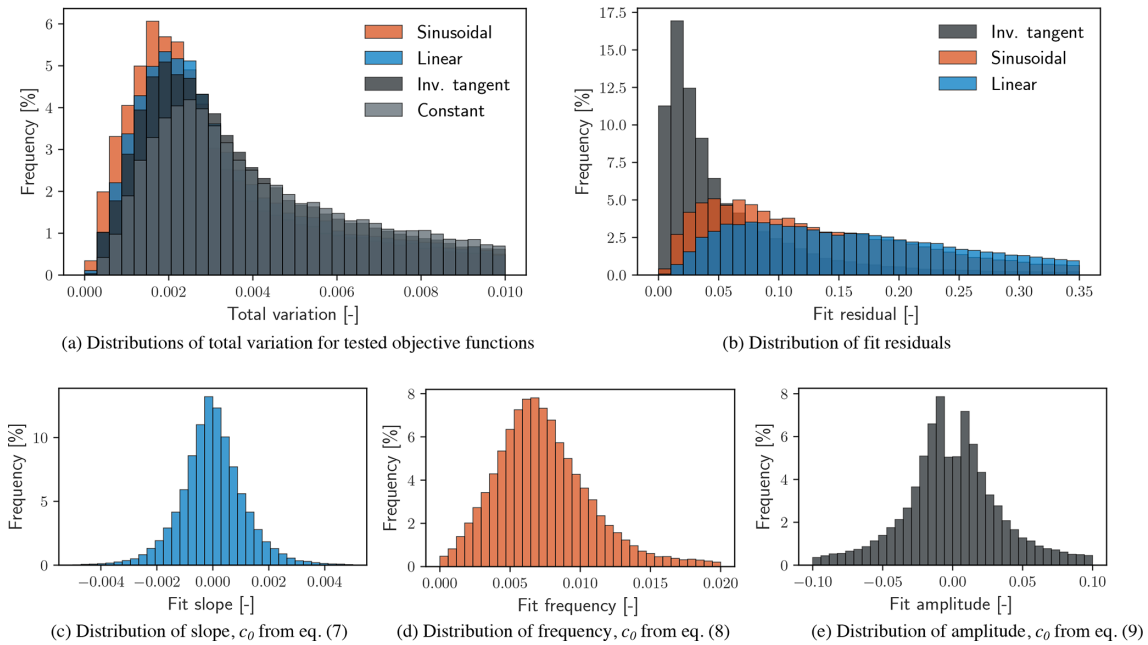 6
5
4
3
2
1
0
Frequency [%]
Sinusoidal
Linear
Inv. tangent
Constant
0.000 0.002 0.004 0.006 0.008 0.010
Total variation [-]
(a) Distributions of total variation for tested objective functions
17.5
15.0
12.5
10.0
7.5
5.0
2.5
0.0
Frequency [%]
Inv. tangent
Sinusoidal
Linear
0.00 0.05 0.10 0.15 0.20 0.25 0.30 0.35
Fit residual [-]
(b) Distribution of fit residuals
10
5
0
Frequency [%]
−0.004 −0.002 0.000 0.002 0.004
Fit slope [-]
(c) Distribution of slope, c0 from eq. (7)
8
6
4
2
0
Frequency [%]
0.000 0.005 0.010 0.015 0.020
Fit frequency [-]
(d) Distribution of frequency, c0 from eq. (8)
8
6
4
2
0
Frequency [%]
−0.10 −0.05 0.00 0.05 0.10
Fit amplitude [-]
(e) Distribution of amplitude, c0 from eq. (9)